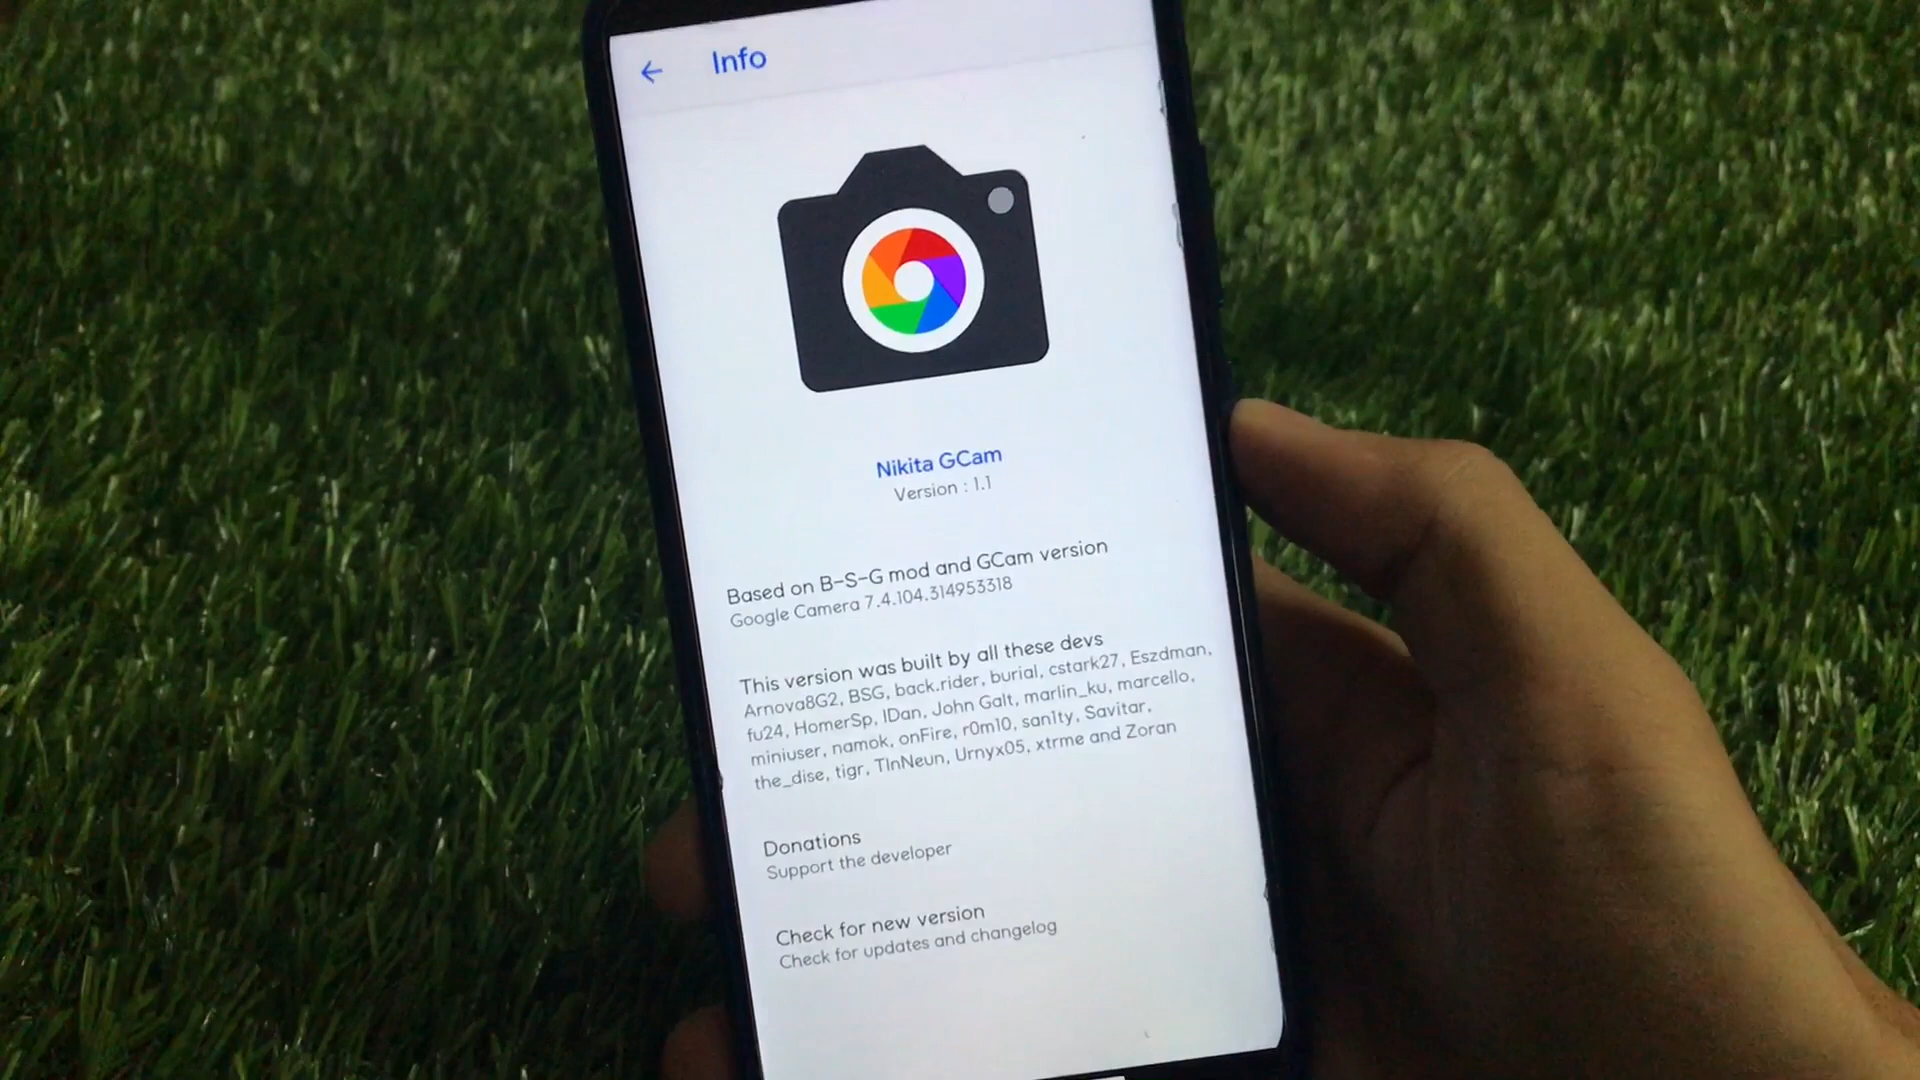 Info
Nikita GCam
Version : 1.1
Based on B-S-G mod and GCam version
Google Camera 7.4.104.314953318
This version was built by all these devs
Arnova8G2, BSG, back.rider, burial, cstark27, Eszdman,
fu24, HomerSp, IDan, John Galt, marlin_ku, marcello,
miniuser, namok, onFire, r0m10, san1ty, Savitar,
the_dise, tigr, TlnNeun, Urnyx05, xtrme and Zoran
Donations
Support the developer
Check for new version
Check for updates and changelog